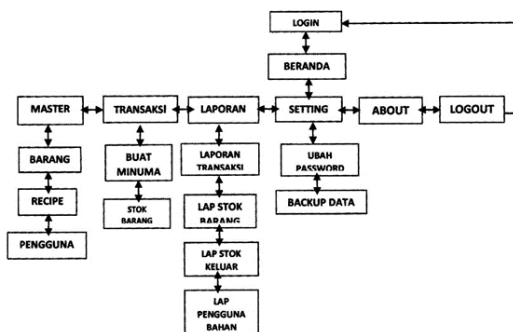 LOGIN
BERANDA
MASTER
TRANSAKSI
LAPORAN
SETTING
ABOUT
LOGOUT
BARANG
RECIPE
PENGGUNA
BUAT
MINUMA
STOK
BARANG
LAPORAN
TRANSAKSI
LAP STOK
BARANG
LAP STOK
KELUAR
LAP
PENGGUNA
BAHAN
UBAH
PASSWORD
BACKUP DATA